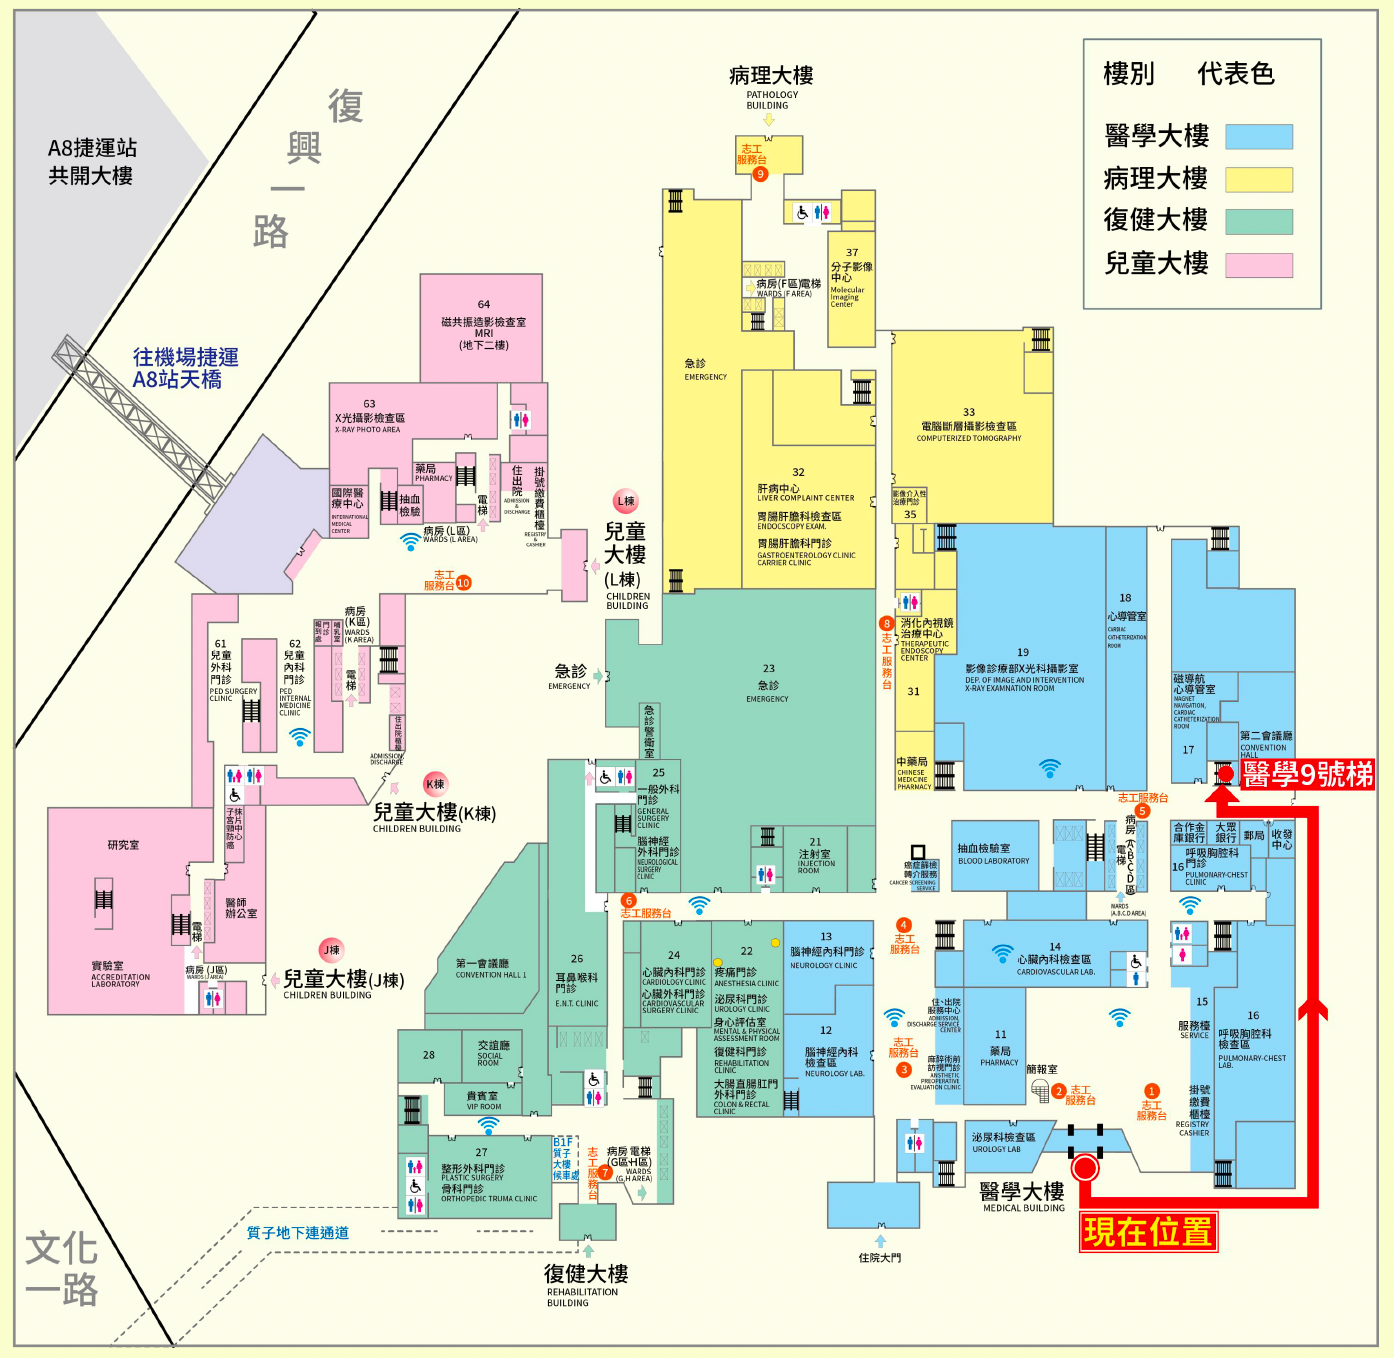 樓別 代表色
醫學大樓
病理大樓
復健大樓
兒童大樓
A8捷運站
共開大樓
復
興
一
路
往機場捷運
A8站天橋
病理大樓
PATHOLOGY
BUILDING
志工
服務台
9
37
分子影像
中心
Molecular
Imaging
Center
病房(F區)電梯
WARDS (F AREA)
急診
EMERGENCY
33
電腦斷層攝影檢查區
COMPUTERIZED TOMOGRAPHY
32
肝病中心
LIVER COMPLAINT CENTER
胃腸肝膽科檢查區
ENDOCSCOPY EXAM.
胃腸肝膽科門診
GASTROENTEROLOGY CLINIC
CARRIER CLINIC
影像介入性
治療門診
35
64
磁共振造影檢查室
MRI
(地下二樓)
63
X光攝影檢查區
X-RAY PHOTO AREA
藥局
PHARMACY
國際醫
療中心
INTERNATIONAL
MEDICAL
CENTER
抽血
檢驗
電梯
病房(L區)
WARDS (L AREA)
住出院
ADMISSION
&
DISCHARGE
掛號繳費櫃檯
REGISTRY
&
CASHIER
L棟
兒童
大樓
(L棟)
CHILDREN
BUILDING
志工
服務台
10
61
兒童
外科
門診
PED SURGERY
CLINIC
62
兒童
內科
門診
PED
INTERNAL
MEDICINE
CLINIC
報到處
門診
哺乳室
病房
(K區)
WARDS
(K AREA)
電梯
住出院櫃檯
ADMISSION,
DISCHARGE
K棟
兒童大樓(K棟)
CHILDREN BUILDING
子宮頸防癌
抹片中心
研究室
醫師
辦公室
電梯
實驗室
ACCREDITATION
LABORATORY
病房 (J區)
WARDS (J AREA)
J棟
兒童大樓(J棟)
CHILDREN BUILDING
急診
EMERGENCY
23
急診
EMERGENCY
急診警衛室
25
一般外科
門診
GENERAL
SURGERY
CLINIC
腦神經
外科門診
NEUROLOGICAL
SURGERY
CLINIC
21
注射室
INJECTION
ROOM
8
志工服務台
消化內視鏡
治療中心
THERAPEUTIC
ENDOSCOPY
CENTER
31
中藥局
CHINESE
MEDICINE
PHARMACY
19
影像診療部X光科攝影室
DEP. OF IMAGE AND INTERVENTION
X-RAY EXAMNATION ROOM
18
心導管室
CARDIAC
CATHETERIZATION
ROOM
磁導航
心導管室
MAGNET
NAVIGATION,
CARDIAC
CATHETERIZATION
ROOM
17
第二會議廳
CONVENTION
HALL
醫學9號梯
志工服務台
5
病房(A·B·C·D區)
電梯
WARDS
(A.B.C.D AREA)
合作金
庫銀行
大眾
銀行
郵局
收發
中心
16
呼吸胸腔科
門診
PULMONARY-CHEST
CLINIC
抽血檢驗室
BLOOD LABORATORY
癌症篩檢
轉介服務
CANCER SCREENING
SERVICE
6
志工服務台
第一會議廳
CONVENTION HALL 1
26
耳鼻喉科
門診
E.N.T. CLINIC
24
心臟內科門診
CARDIOLOGY CLINIC
心臟外科門診
CARDIOVASCULAR
SURGERY CLINIC
22
疼痛門診
ANESTHESIA CLINIC
泌尿科門診
UROLOGY CLINIC
身心評估室
MENTAL & PHYSICAL
ASSESSMENT ROOM
復健科門診
REHABILITATION
CLINIC
大腸直腸肛門
外科門診
COLON & RECTAL
CLINIC
13
腦神經內科門診
NEUROLOGY CLINIC
12
腦神經內科
檢查區
NEUROLOGY LAB.
4
志工
服務台
14
心臟內科檢查區
CARDIOVASCULAR LAB.
住、出院
服務中心
ADMISSION,
DISCHARGE SERVICE
CENTER
志工
服務台
3
麻醉術前
訪視門診
ANSTHETIC
PREOPERATIVE
EVALUATION CLINIC
11
藥局
PHARMACY
簡報室
2
志工
服務台
1
志工
服務台
15
服務檯
SERVICE
掛號
繳費
櫃檯
REGISTRY
CASHIER
16
呼吸胸腔科
檢查區
PULMONARY-CHEST
LAB.
28
交誼廳
SOCIAL
ROOM
貴賓室
VIP ROOM
27
整形外科門診
PLASTIC SURGERY
骨科門診
ORTHOPEDIC TRUMA CLINIC
B1F
質子
大樓
候車處
志工服務台
7
病房 電梯
(G區·H區)
WARDS
(G,H AREA)
泌尿科檢查區
UROLOGY LAB
醫學大樓
MEDICAL BUILDING
現在位置
住院大門
復健大樓
REHABILITATION
BUILDING
質子地下連通道
文化
一路